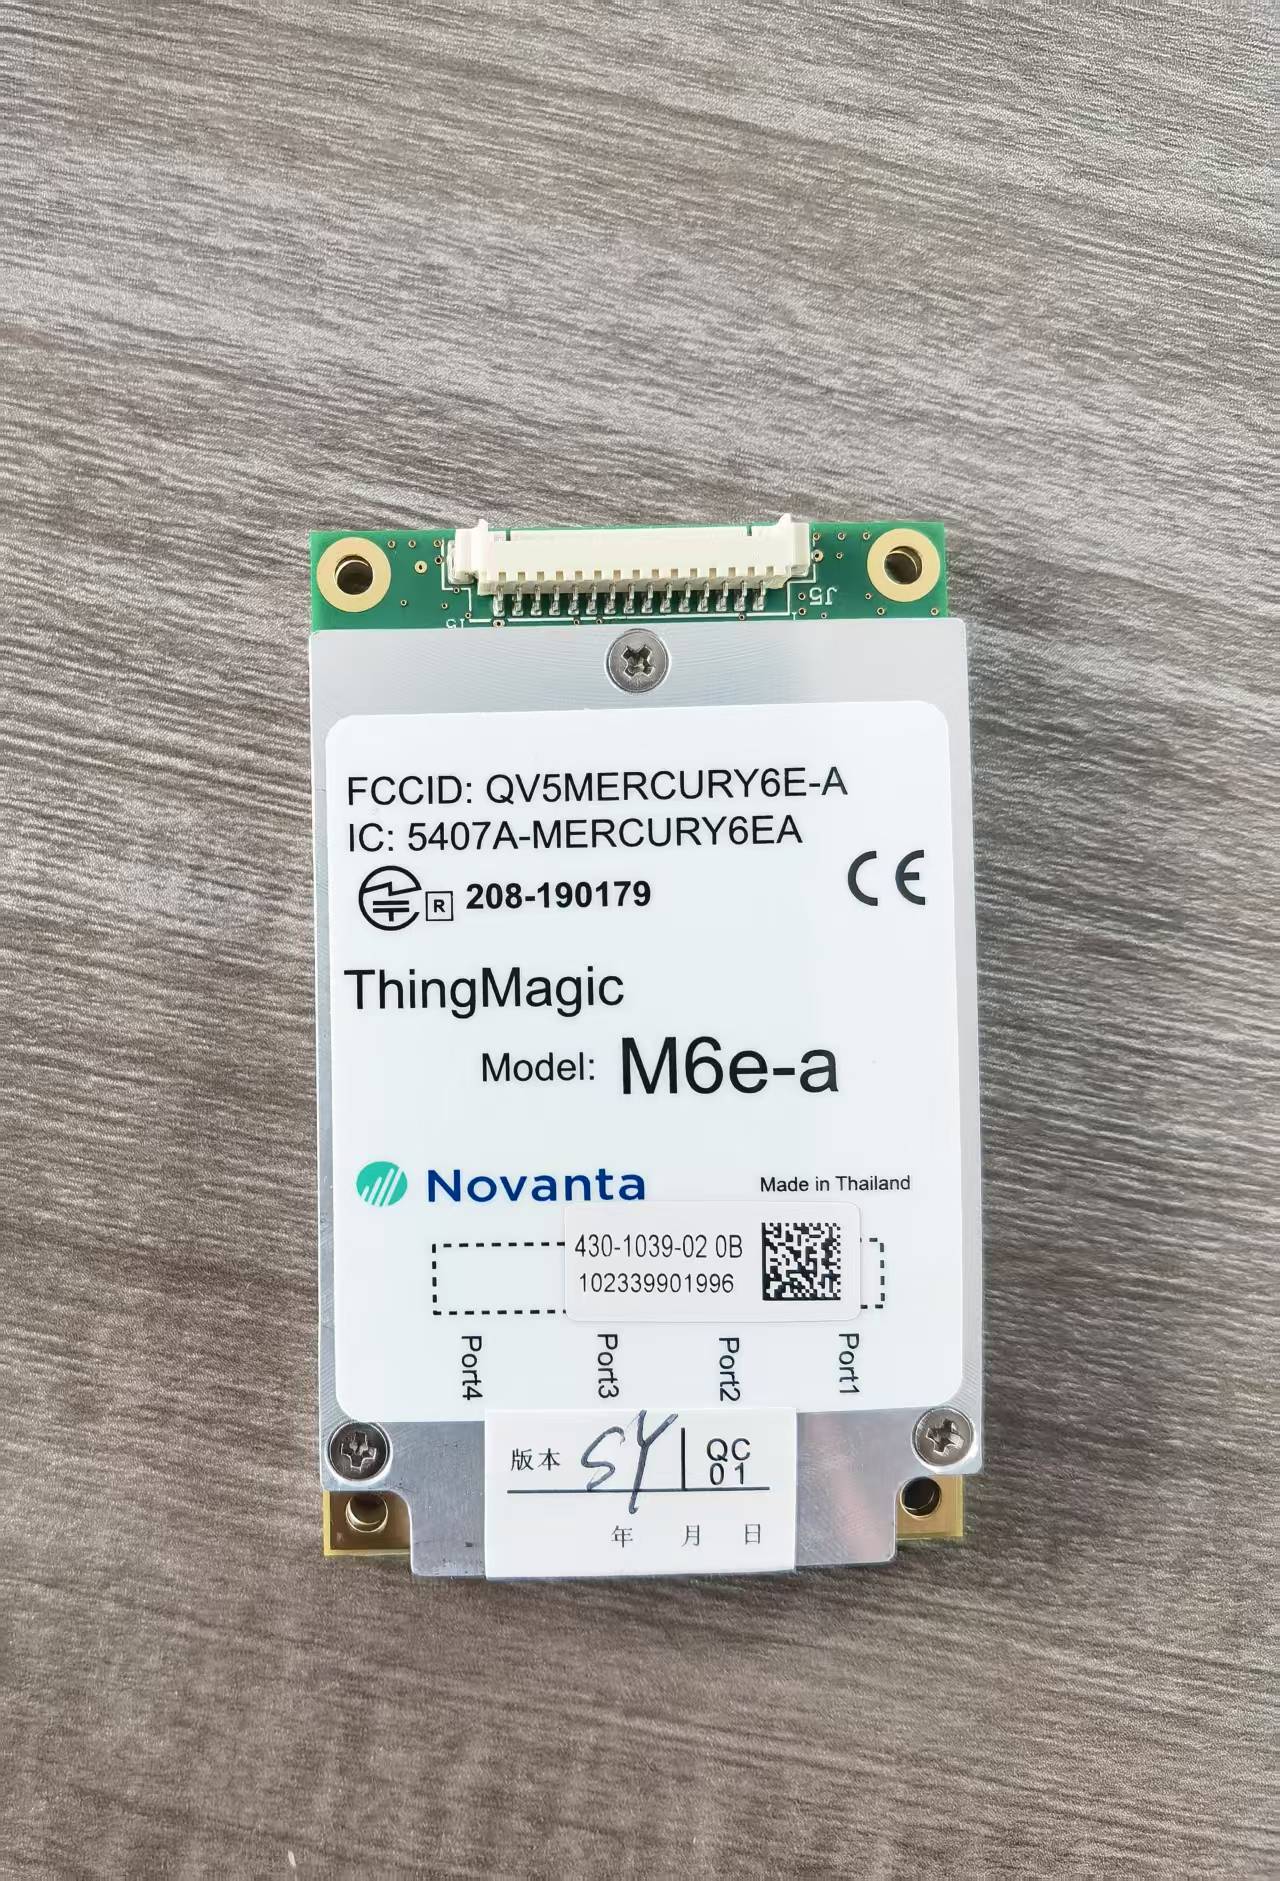 J5
FCCID: QV5MERCURY6E-A
IC: 5407A-MERCURY6EA
R 208-190179
CE
ThingMagic
Model: M6e-a
Novanta
Made in Thailand
430-1039-02 0B
102339901996
Port4
Port3
Port2
Port1
版本 SY QC
01
年 月 日